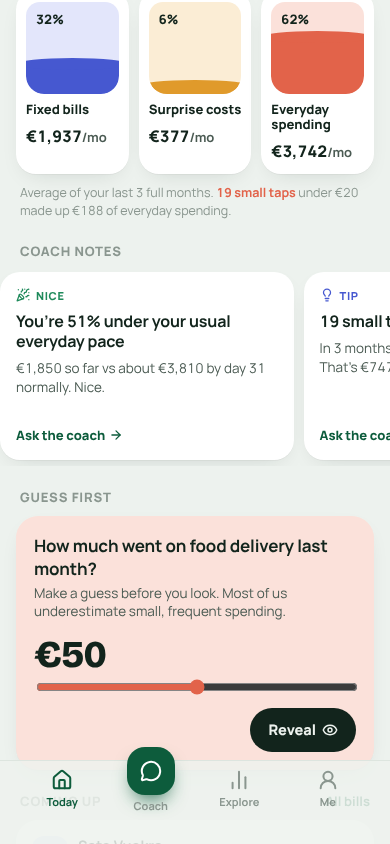 32%
6%
62%
Fixed bills
Surprise costs
Everyday
spending
€1,937/mo
€377/mo
€3,742/mo
Average of your last 3 full months. 19 small taps under €20
made up €188 of everyday spending.
COACH NOTES
NICE
You're 51% under your usual
everyday pace
€1,850 so far vs about €3,810 by day 31
normally. Nice.
Ask the coach →
TIP
19 small t
In 3 months
That's €747
Ask the coa
GUESS FIRST
How much went on food delivery last
month?
Make a guess before you look. Most of us
underestimate small, frequent spending.
€50
Reveal
Today
Coach
Explore
Me
UP
bills